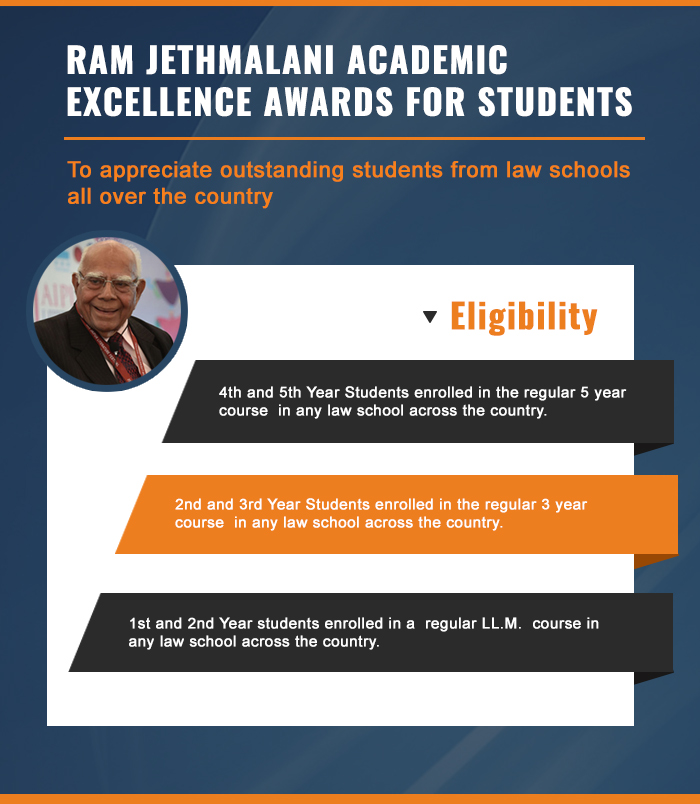 RAM JETHMALANI ACADEMIC
EXCELLENCE AWARDS FOR STUDENTS
To appreciate outstanding students from law schools
all over the country
Eligibility
4th and 5th Year Students enrolled in the regular 5 year
course in any law school across the country.
2nd and 3rd Year Students enrolled in the regular 3 year
course in any law school across the country.
1st and 2nd Year students enrolled in a regular LL.M. course in
any law school across the country.